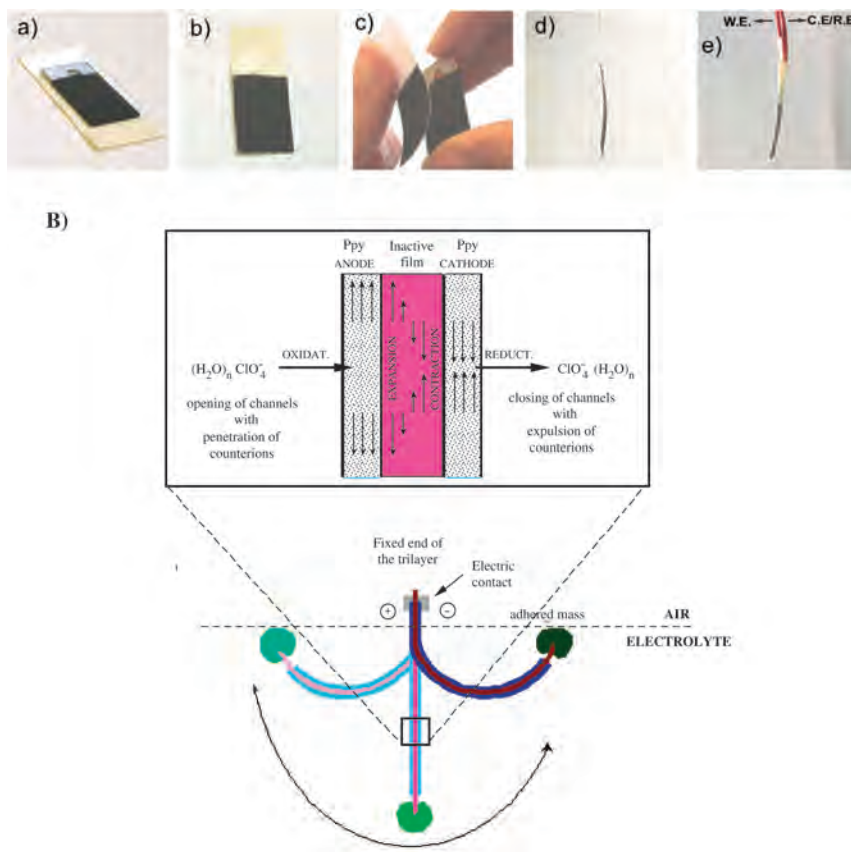 a)
b)
c)
d)
e)
W.E.
C.E/R.E
B)
Ppy
ANODE
Inactive
film
Ppy
CATHODE
EXPANSION
CONTRACTION
OXIDAT.
REDUCT.
(H₂O)ₙ ClO₄⁻
opening of channels
with
penetration of
counterions
ClO₄⁻ (H₂O)ₙ
closing of channels
with
expulsion of
counterions
Fixed end of
the trilayer
Electric
contact
+
−
adhered mass
AIR
ELECTROLYTE